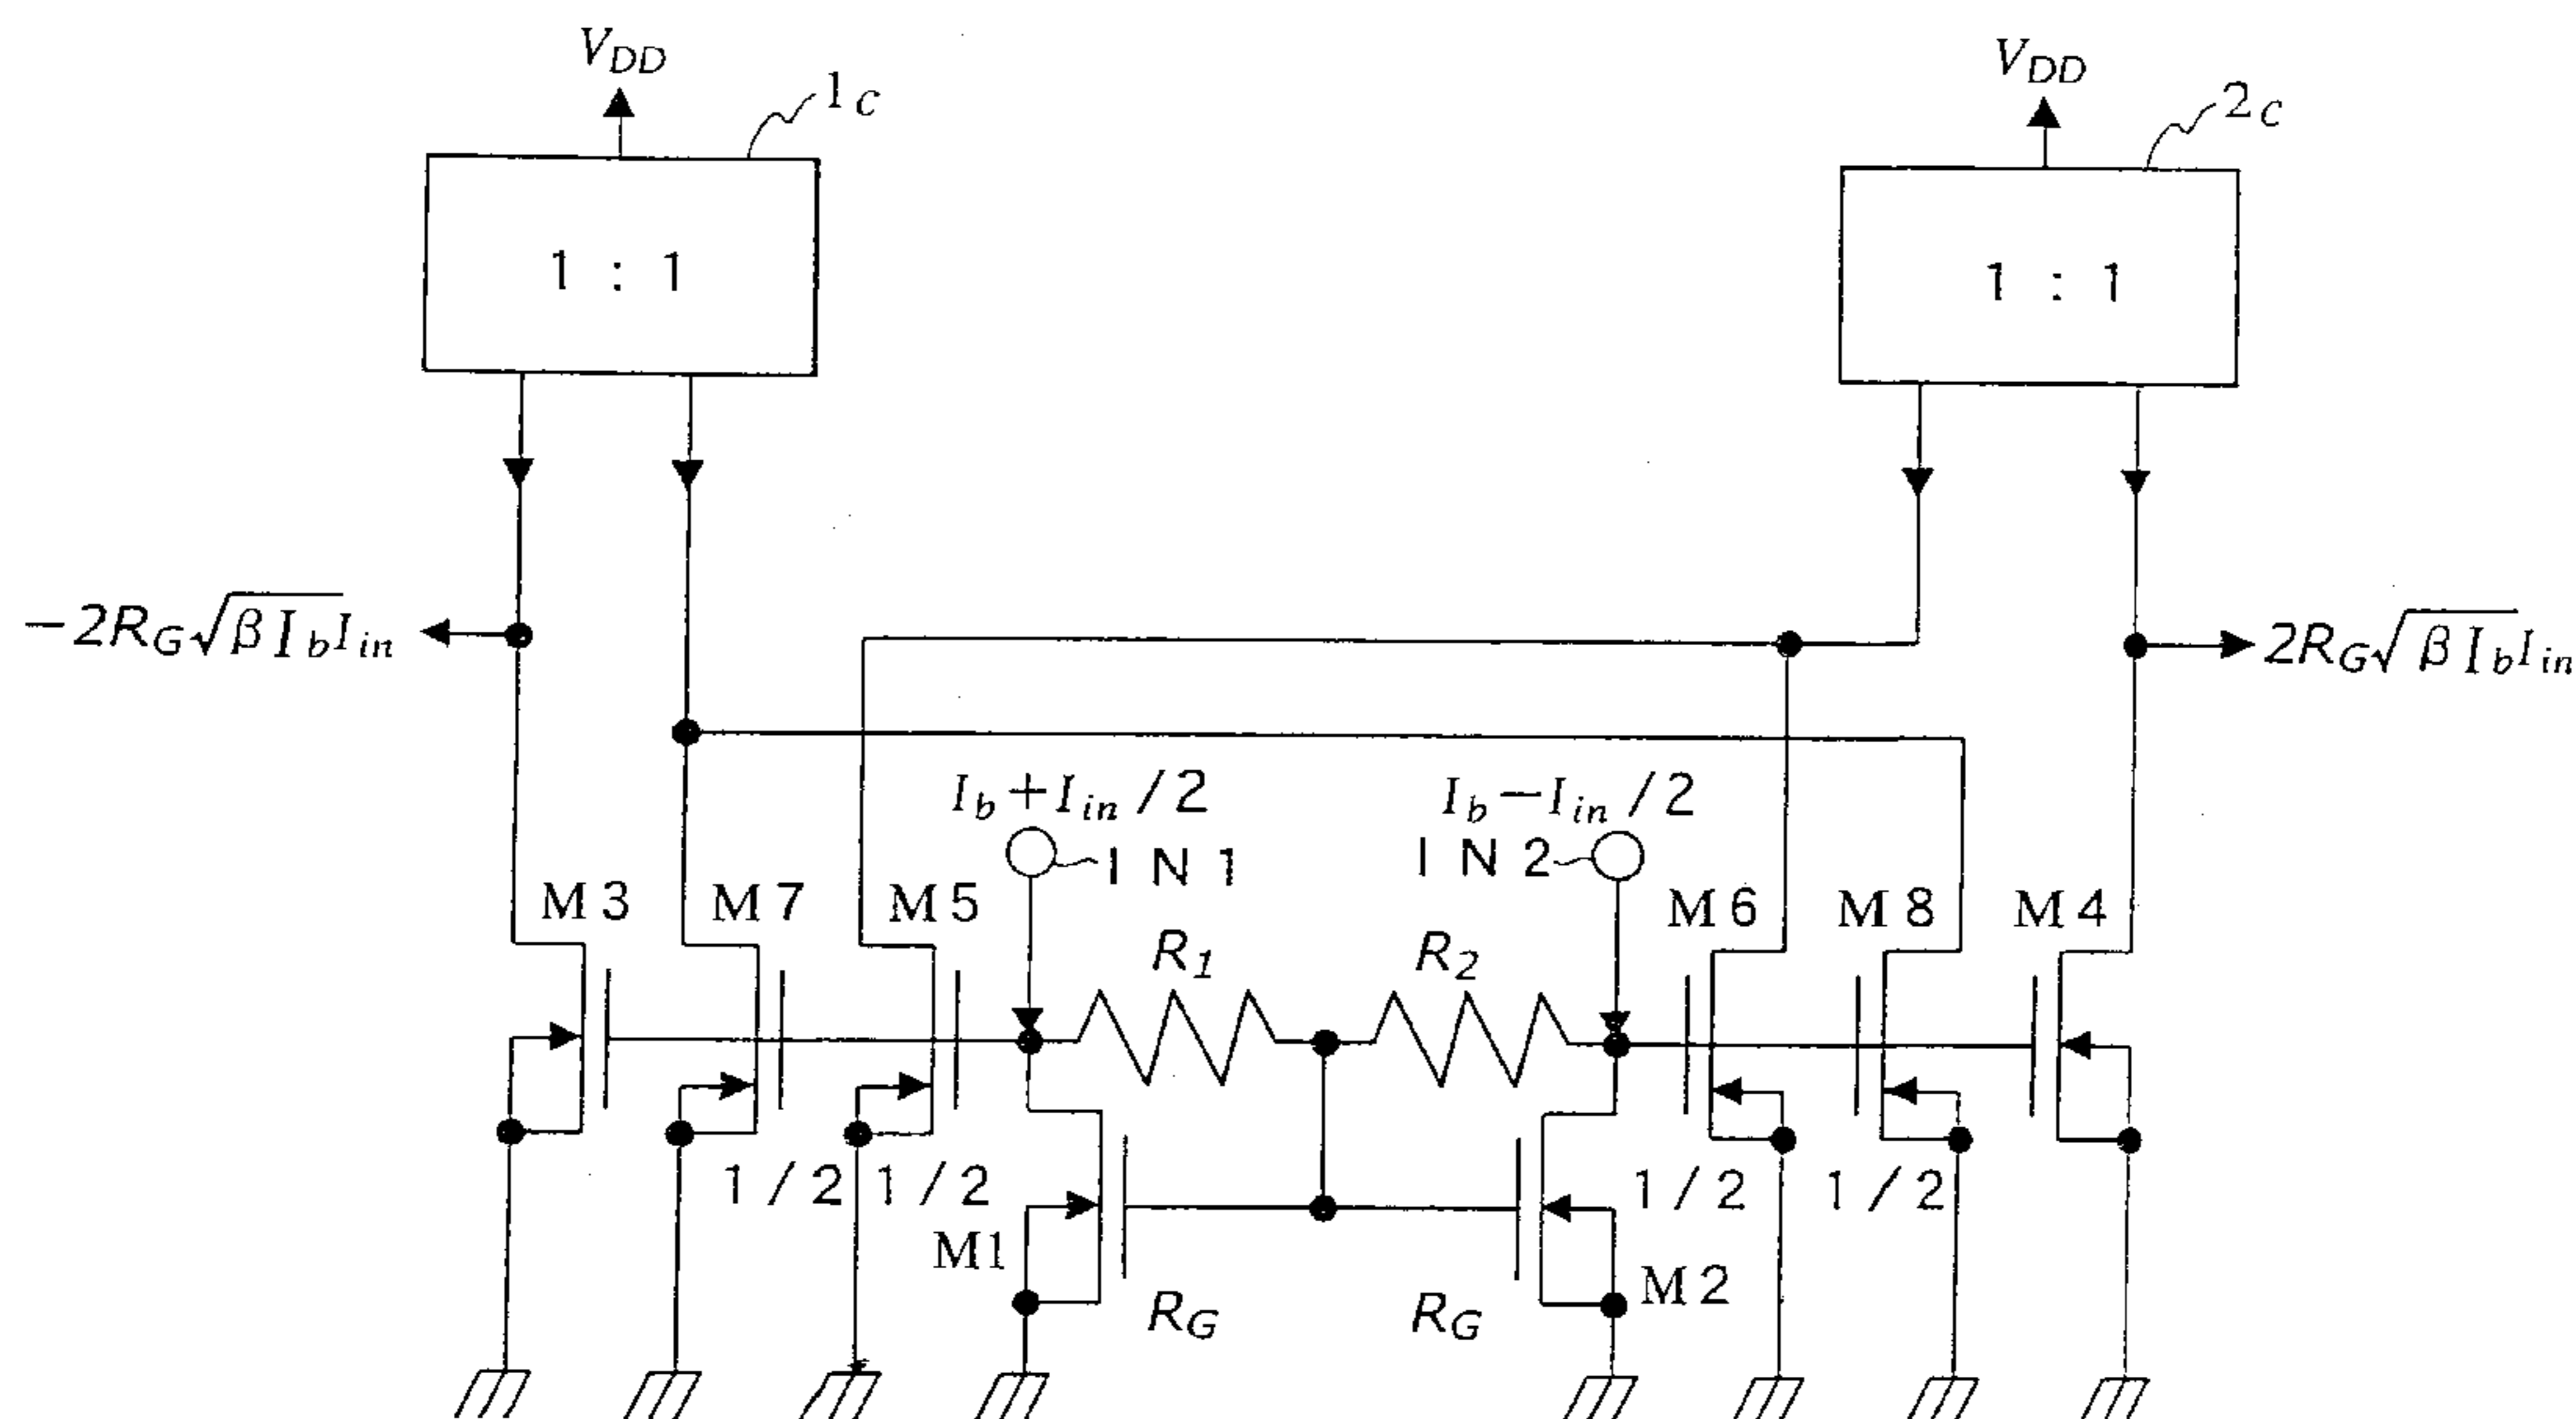 VDD
1c
1 : 1
VDD
2c
1 : 1
−2RG√βIbIin
2RG√βIbIin
Ib+Iin/2
IN1
Ib−Iin/2
IN2
M3
M7
M5
M6
M8
M4
R1
R2
1/2
1/2
1/2
1/2
M1
M2
RG
RG